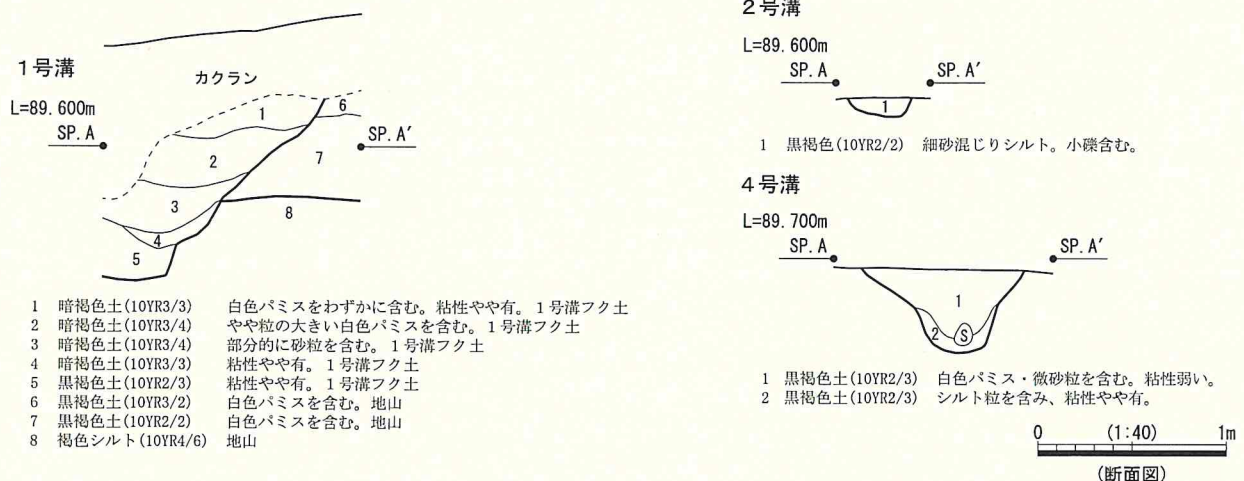 1号溝
カクラン
L=89.600m
SP.A
SP.A′
1
6
2
7
3
8
4
5
1 暗褐色土(10YR3/3) 白色パミスをわずかに含む。粘性やや有。1号溝フク土
2 暗褐色土(10YR3/4) やや粒の大きい白色パミスを含む。1号溝フク土
3 暗褐色土(10YR3/4) 部分的に砂粒を含む。1号溝フク土
4 暗褐色土(10YR3/3) 粘性やや有。1号溝フク土
5 黒褐色土(10YR2/3) 粘性やや有。1号溝フク土
6 黒褐色土(10YR3/2) 白色パミスを含む。地山
7 黒褐色土(10YR2/2) 白色パミスを含む。地山
8 褐色シルト(10YR4/6) 地山
2号溝
L=89.600m
SP.A
SP.A′
1
1 黒褐色(10YR2/2) 細砂混じりシルト。小礫含む。
4号溝
L=89.700m
SP.A
SP.A′
1
2
S
1 黒褐色土(10YR2/3) 白色パミス・微砂粒を含む。粘性弱い。
2 黒褐色土(10YR2/3) シルト粒を含み、粘性やや有。
0 (1:40) 1m
(断面図)